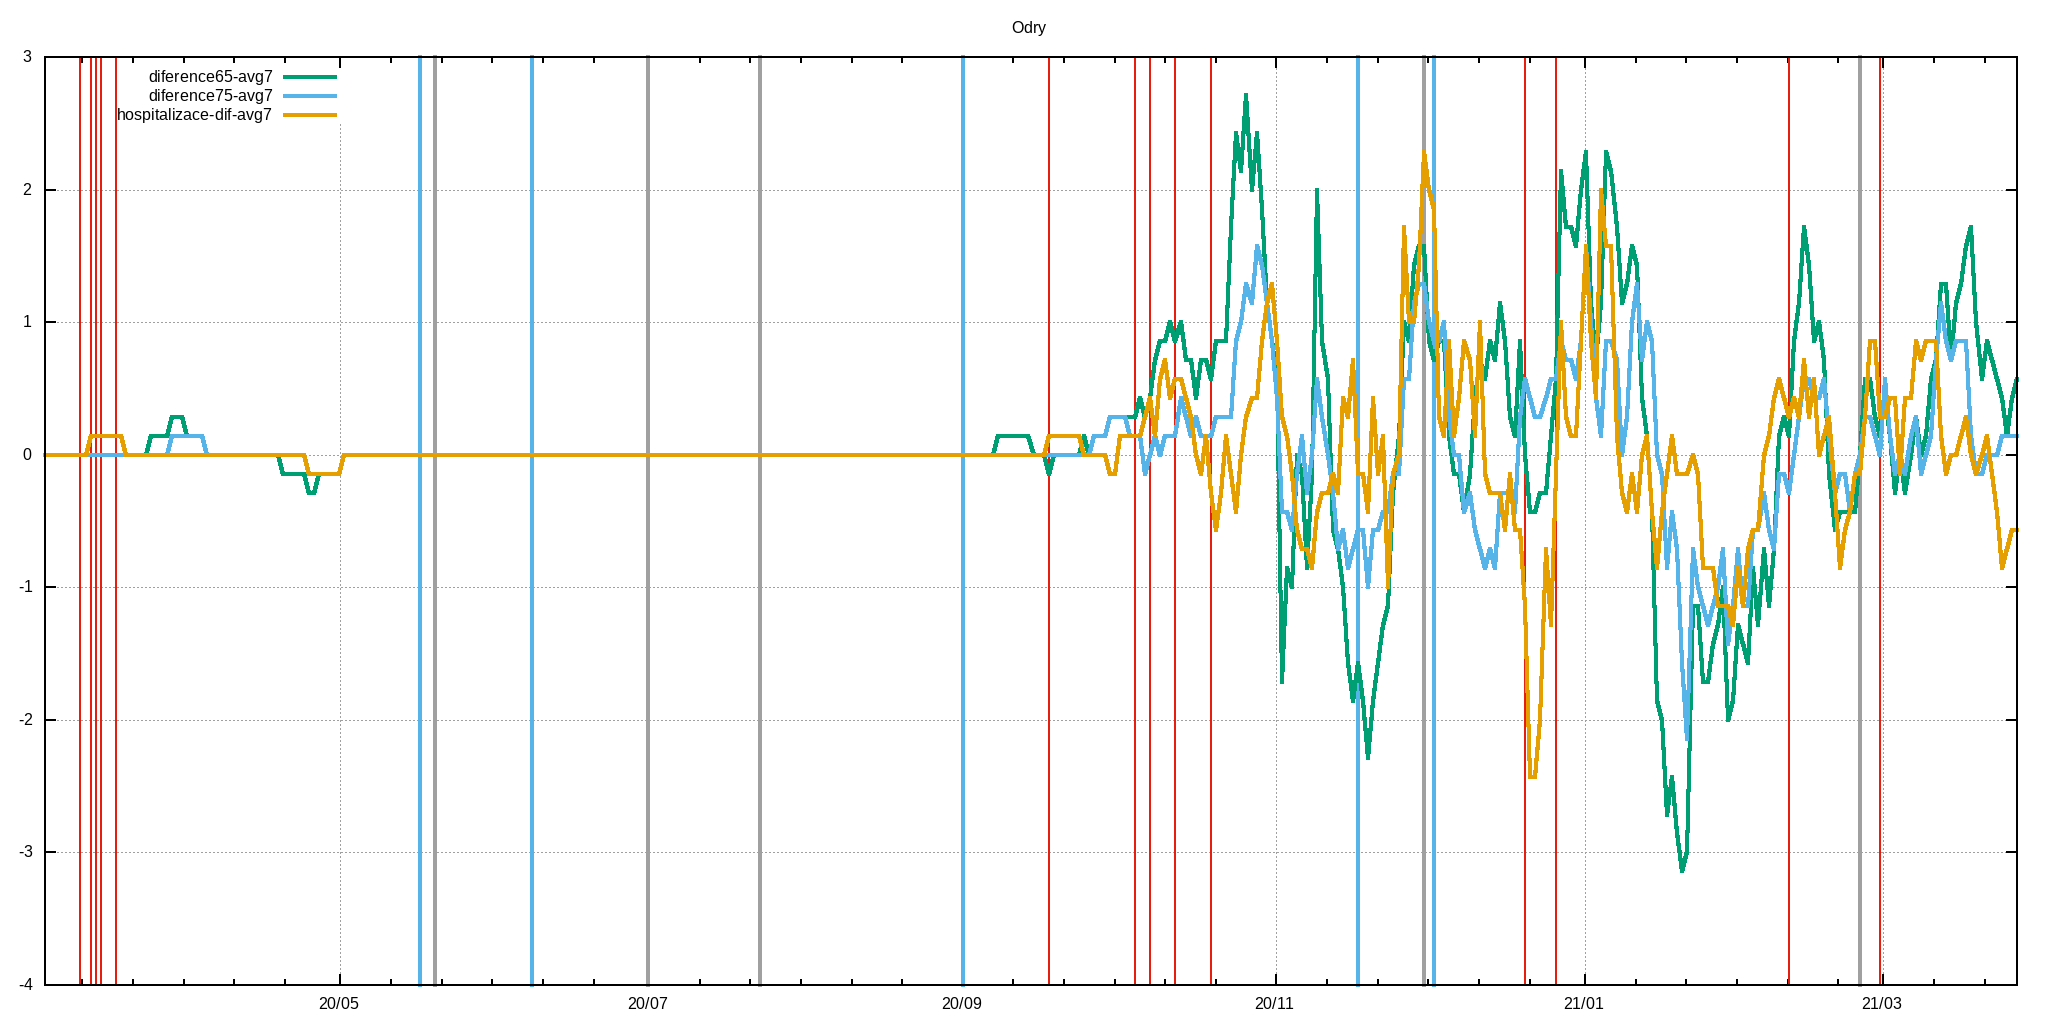 Odry
3
diference65-avg7
diference75-avg7
hospitalizace-dif-avg7
2
1
0
-1
-2
-3
-4
20/05 20/07 20/09 20/11 21/01 21/03